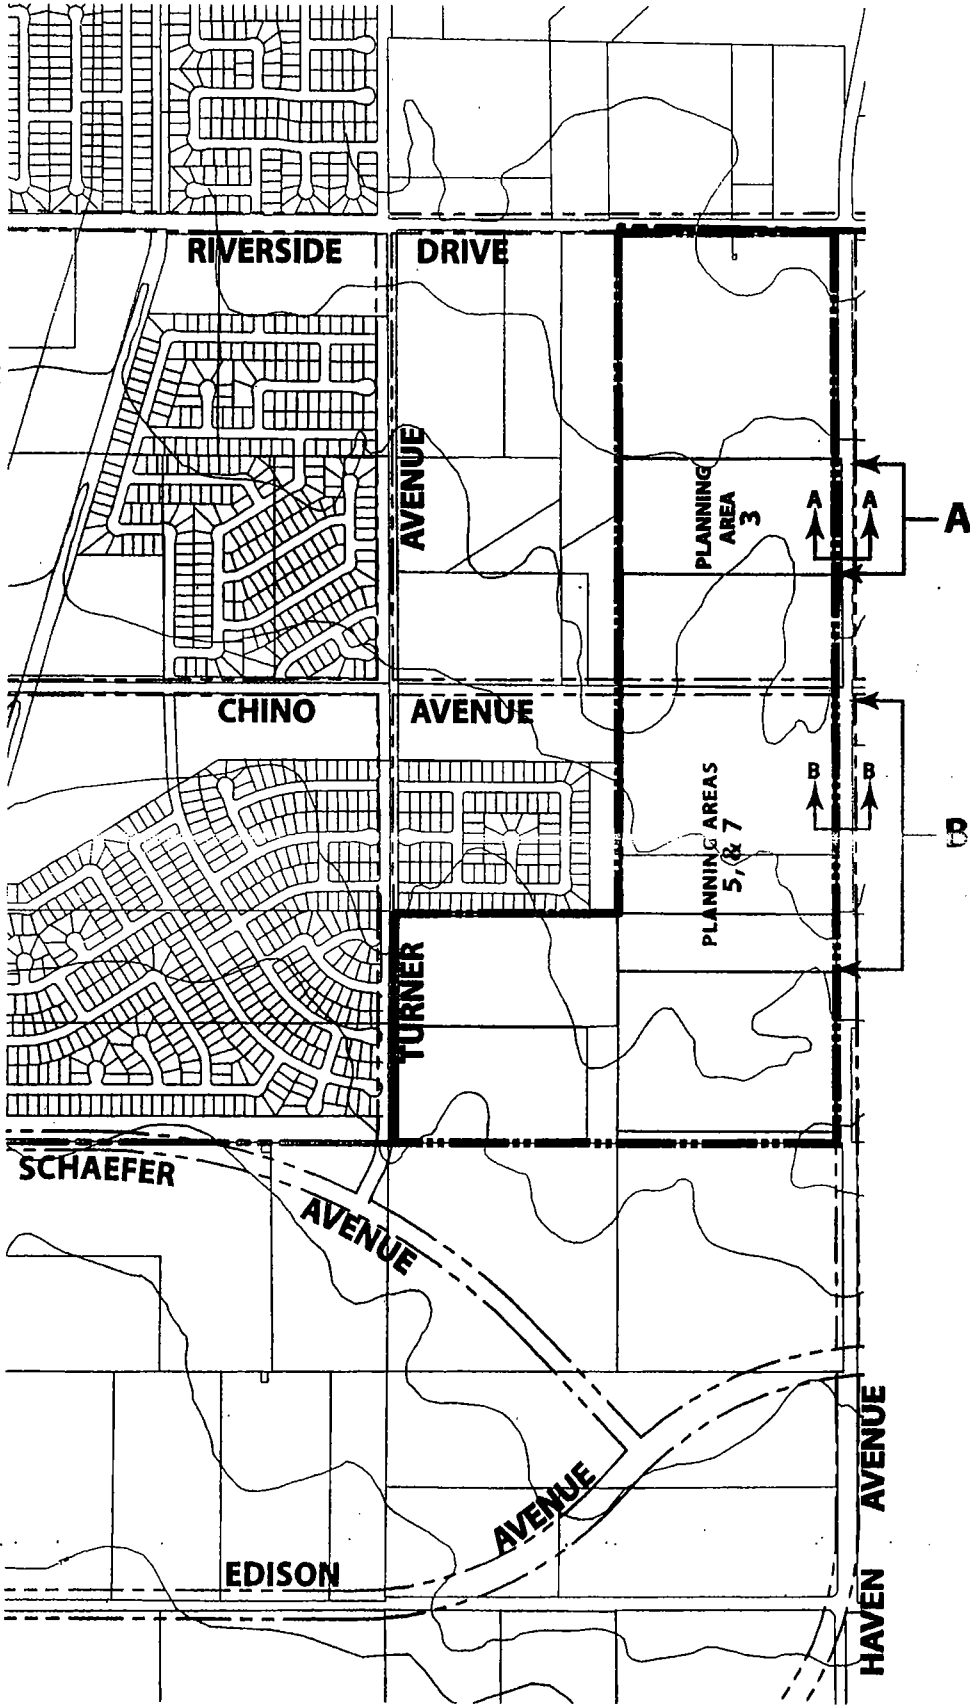 RIVERSIDE DRIVE
AVENUE
PLANNING
AREA
3
A A
A
CHINO AVENUE
PLANNING AREAS
5, & 7
B B
B
TURNER
SCHAEFER
AVENUE
AVENUE
AVENUE
EDISON
HAVEN